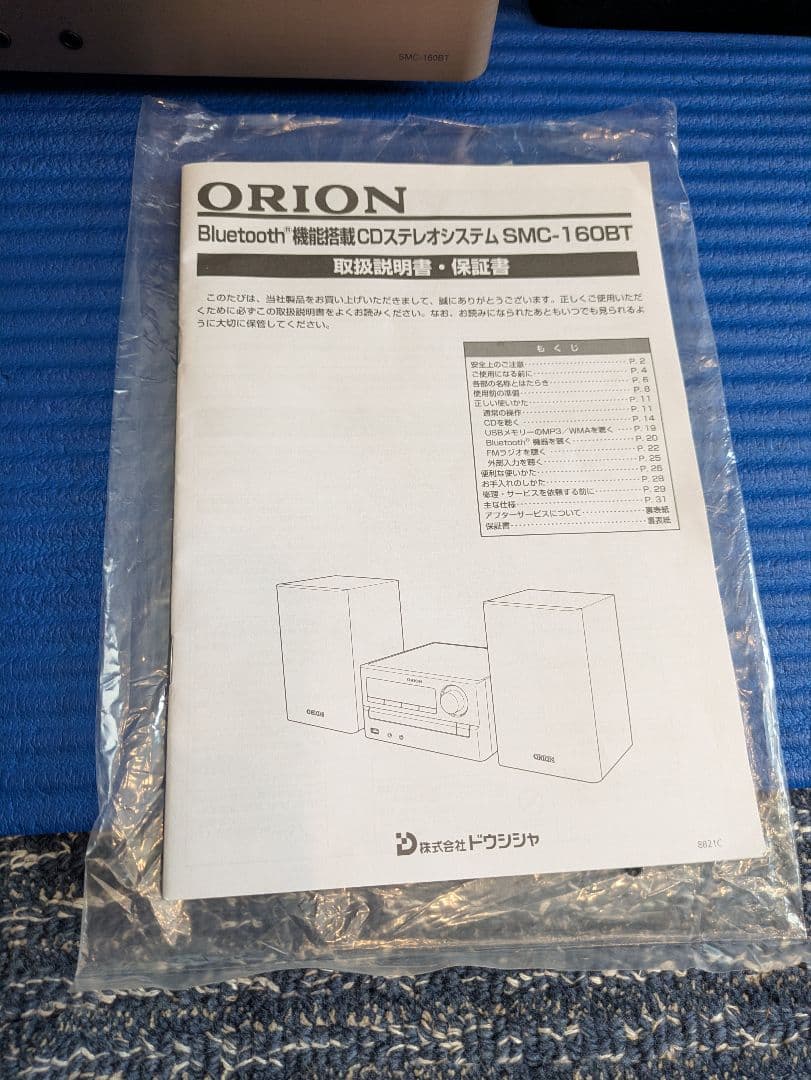 SMC-160BT
ORION
Bluetooth®機能搭載CDステレオシステム SMC-160BT
取扱説明書・保証書
このたびは、当社製品をお買い上げいただきまして、誠にありがとうございます。正しくご使用いただ
くために必ずこの取扱説明書をよくお読みください。なお、お読みになられたあともいつでも見られるよ
うに大切に保管してください。
もくじ
安全上のご注意 P. 2
ご使用になる前に P. 4
各部の名称とはたらき P. 6
使用前の準備 P. 8
正しい使いかた P. 11
通常の操作 P. 11
CDを聴く P. 14
USBメモリーのMP3／WMAを聴く P. 19
Bluetooth® 機器を聴く P. 20
FMラジオを聴く P. 22
外部入力を聴く P. 25
便利な使いかた P. 26
お手入れのしかた P. 28
修理・サービスを依頼する前に P. 29
主な仕様 P. 31
アフターサービスについて 裏表紙
保証書 裏表紙
ORION
ORION
ORION
株式会社ドウシシャ
8821C